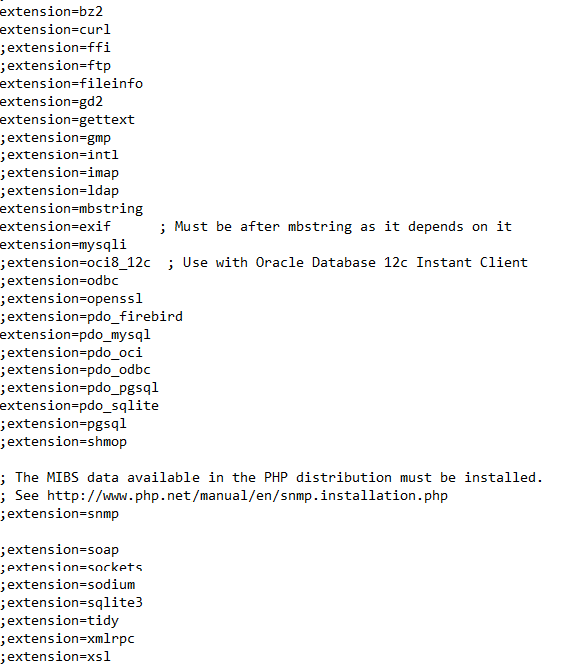 extension=bz2
extension=curl
;extension=ffi
;extension=ftp
extension=fileinfo
extension=gd2
extension=gettext
;extension=gmp
;extension=intl
;extension=imap
;extension=ldap
extension=mbstring
extension=exif      ; Must be after mbstring as it depends on it
extension=mysqli
;extension=oci8_12c  ; Use with Oracle Database 12c Instant Client
;extension=odbc
;extension=openssl
;extension=pdo_firebird
extension=pdo_mysql
;extension=pdo_oci
;extension=pdo_odbc
;extension=pdo_pgsql
extension=pdo_sqlite
;extension=pgsql
;extension=shmop
; The MIBS data available in the PHP distribution must be installed.
; See http://www.php.net/manual/en/snmp.installation.php
;extension=snmp
;extension=soap
;extension=sockets
;extension=sodium
;extension=sqlite3
;extension=tidy
;extension=xmlrpc
;extension=xsl